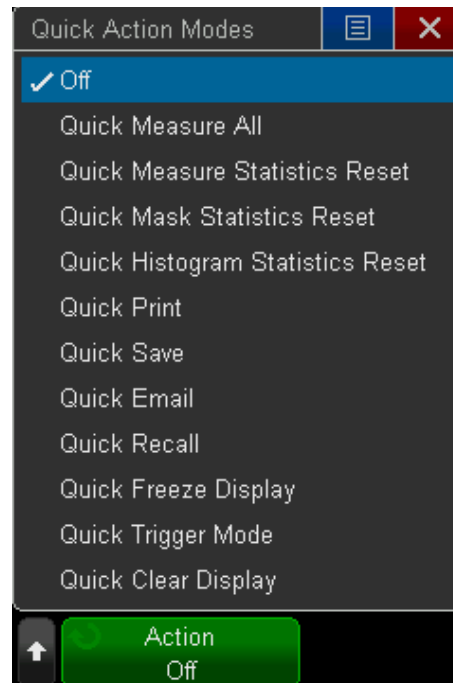 Quick Action Modes
Off
Quick Measure All
Quick Measure Statistics Reset
Quick Mask Statistics Reset
Quick Histogram Statistics Reset
Quick Print
Quick Save
Quick Email
Quick Recall
Quick Freeze Display
Quick Trigger Mode
Quick Clear Display
Action
Off